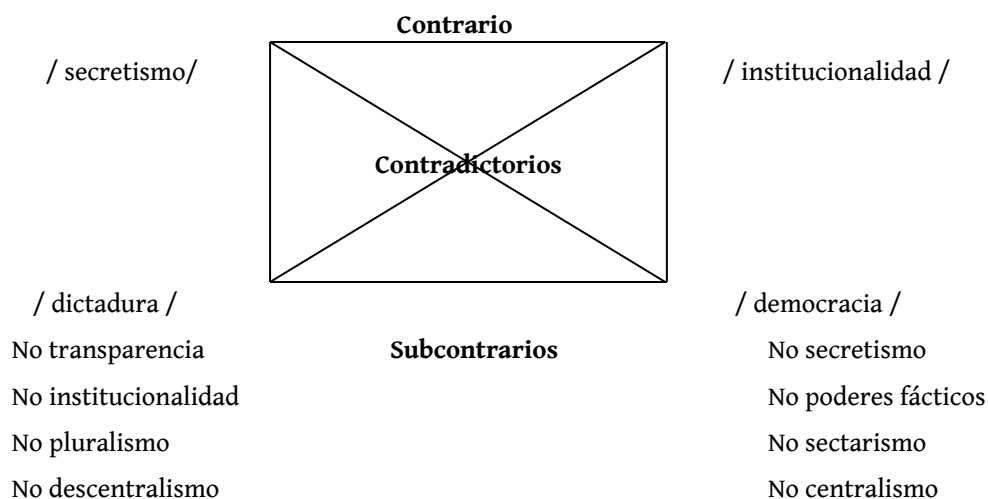 Contrario
/ secretismo/
/ institucionalidad /
Contradictorios
/ dictadura /
/ democracia /
No transparencia
Subcontrarios
No secretismo
No institucionalidad
No poderes fácticos
No pluralismo
No sectarismo
No descentralismo
No centralismo